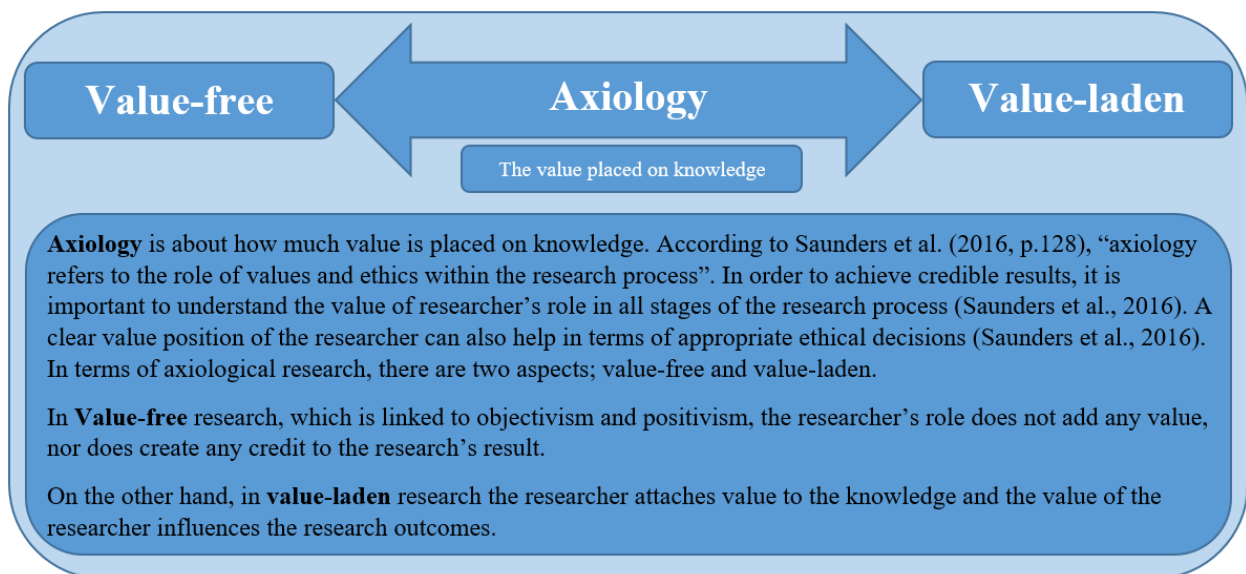 Value-free
Axiology
Value-laden
The value placed on knowledge
Axiology is about how much value is placed on knowledge. According to Saunders et al. (2016, p.128), “axiology
refers to the role of values and ethics within the research process”. In order to achieve credible results, it is
important to understand the value of researcher’s role in all stages of the research process (Saunders et al., 2016). A
clear value position of the researcher can also help in terms of appropriate ethical decisions (Saunders et al., 2016).
In terms of axiological research, there are two aspects; value-free and value-laden.
In Value-free research, which is linked to objectivism and positivism, the researcher’s role does not add any value,
nor does create any credit to the research’s result.
On the other hand, in value-laden research the researcher attaches value to the knowledge and the value of the
researcher influences the research outcomes.